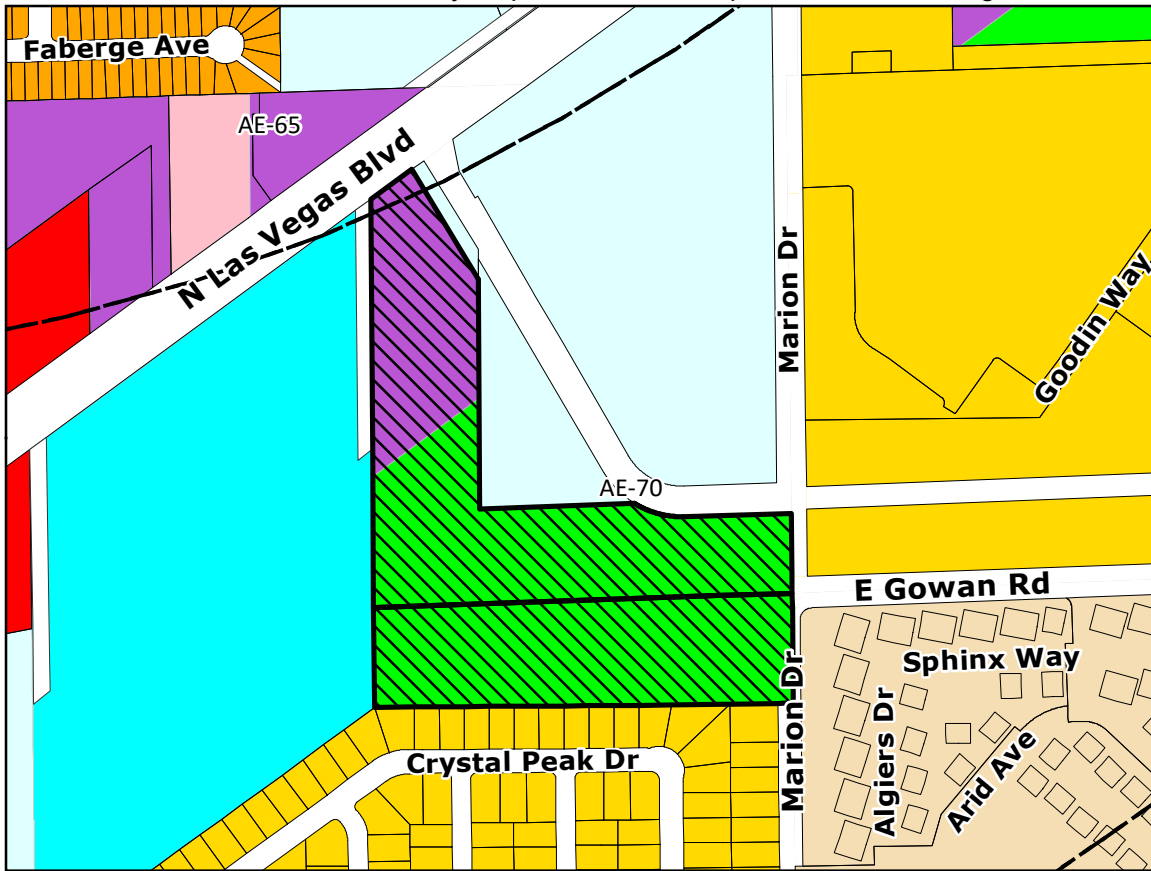 Faberge Ave
AE-65
N Las Vegas Blvd
Marion Dr
Goodin Way
AE-70
E Gowan Rd
Sphinx Way
Marion Dr
Algiers Dr
Arid Ave
Crystal Peak Dr